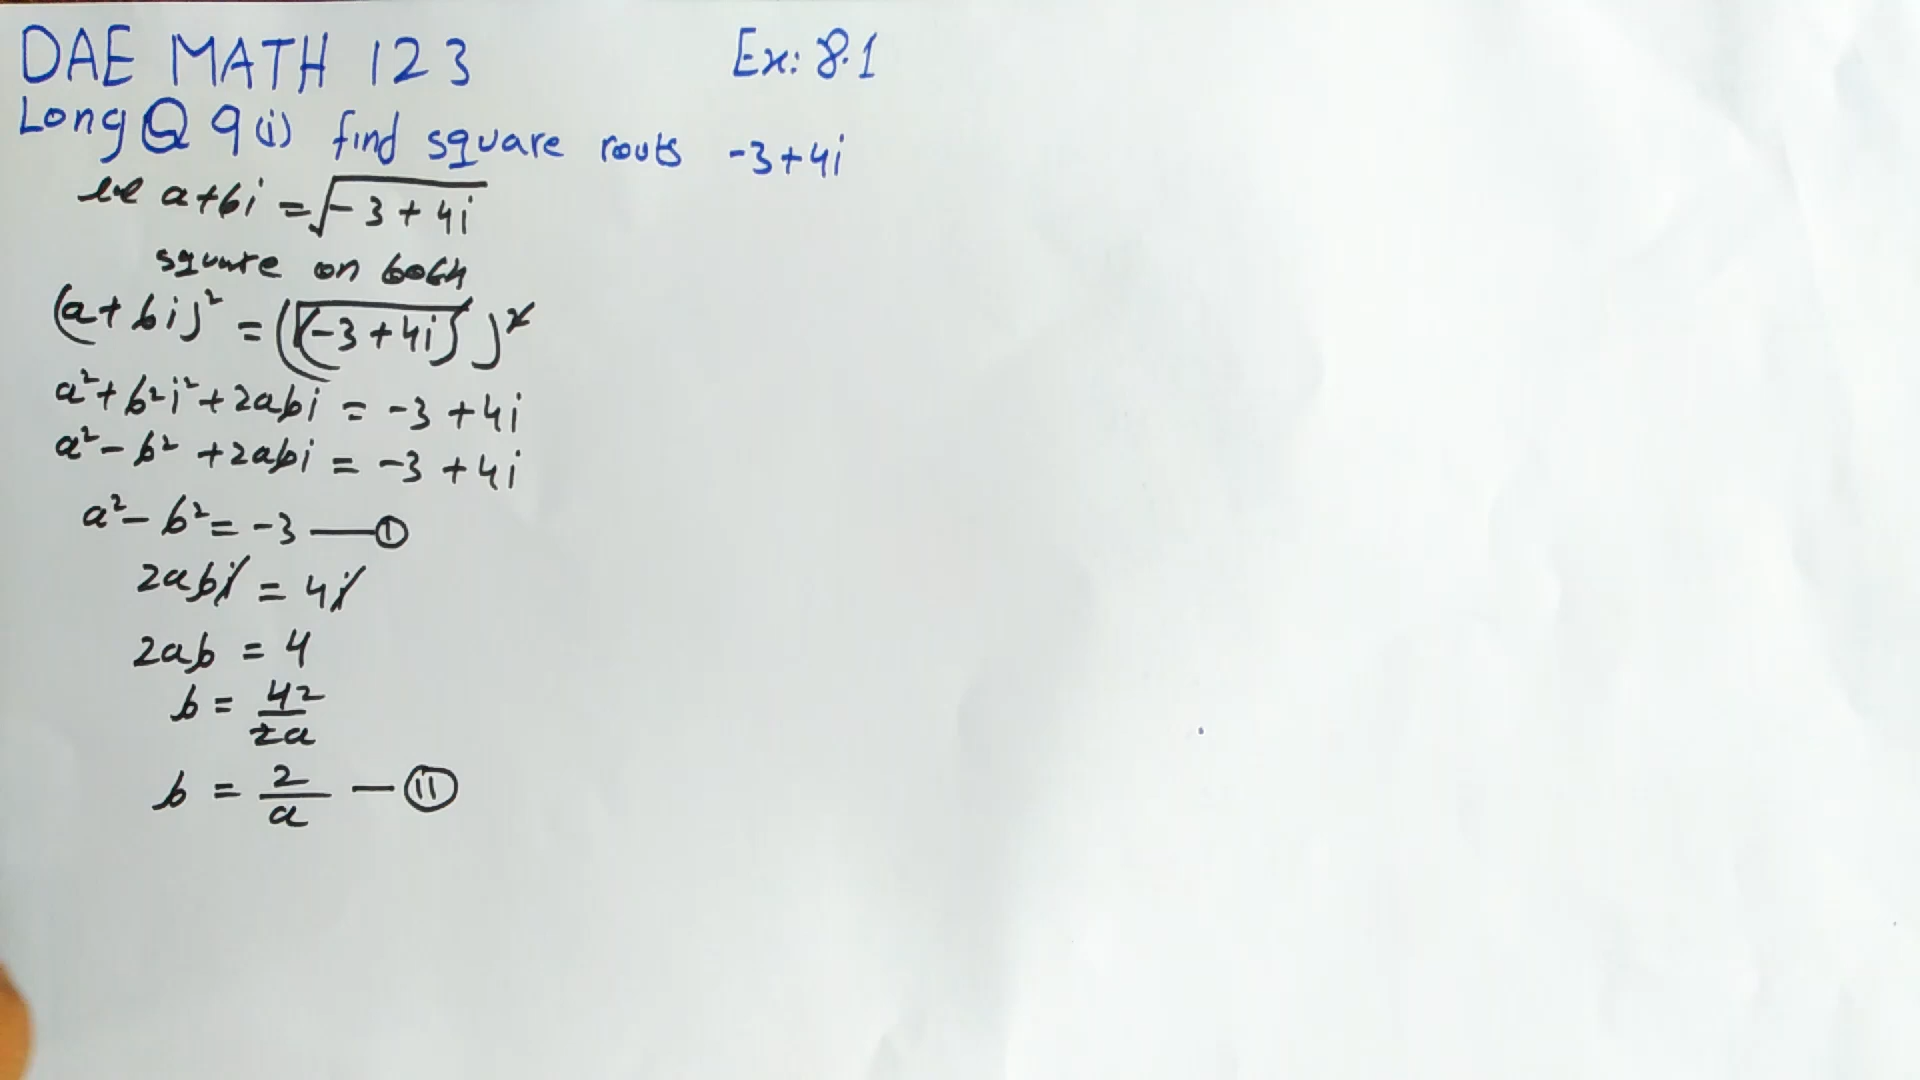 DAE MATH 123 Ex: 8.1
Long Q 9(i) find square routs -3+4i
let a+bi = √-3+4i
square on both
(a+bi)² = (√(-3+4i))²
a²+b²i²+2abi = -3+4i
a²-b²+2abi = -3+4i
a²-b² = -3 — ①
2abi = 4i
2ab = 4
b = 4 2/2a
b = 2/a — ⑪